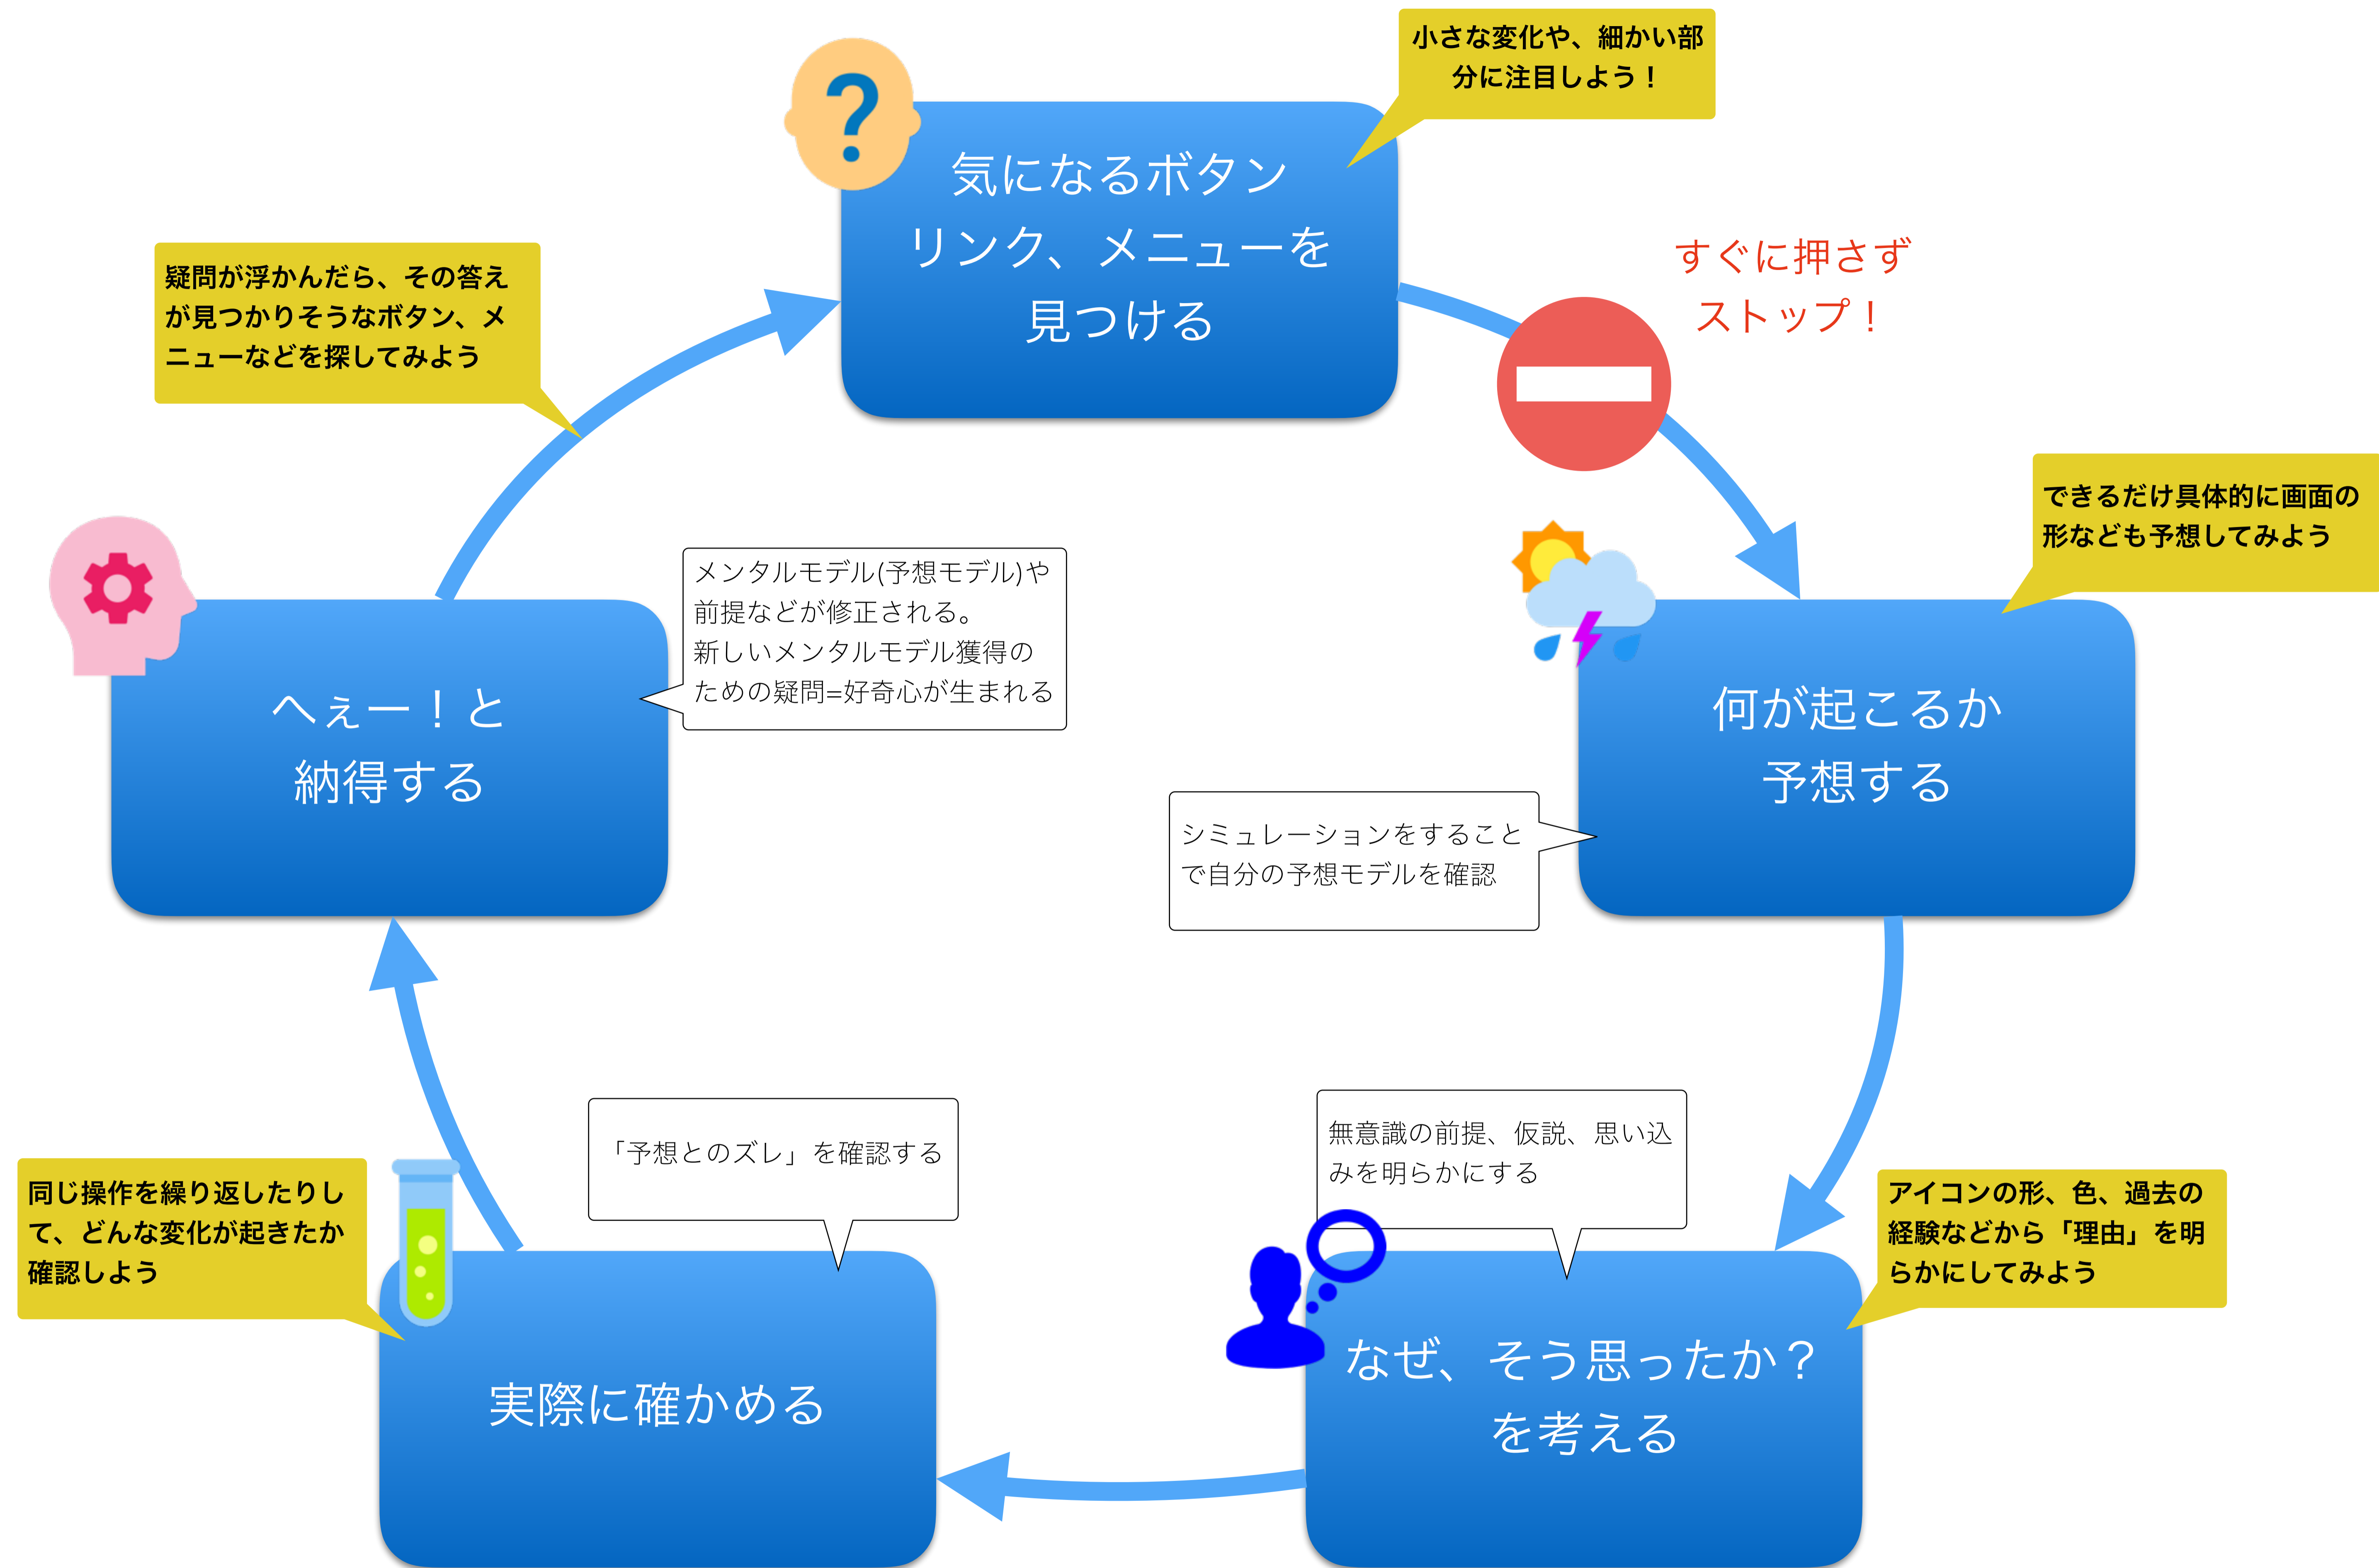 小さな変化や、細かい部
分に注目しよう！
気になるボタン
リンク、メニューを
見つける
すぐに押さず
ストップ！
疑問が浮かんだら、その答え
が見つかりそうなボタン、メ
ニューなどを探してみよう
できるだけ具体的に画面の
形なども予想してみよう
メンタルモデル(予想モデル)や
前提などが修正される。
新しいメンタルモデル獲得の
ための疑問=好奇心が生まれる
へぇー！と
納得する
何が起こるか
予想する
シミュレーションをすること
で自分の予想モデルを確認
「予想とのズレ」を確認する
無意識の前提、仮説、思い込
みを明らかにする
同じ操作を繰り返したりし
て、どんな変化が起きたか
確認しよう
アイコンの形、色、過去の
経験などから「理由」を明
らかにしてみよう
実際に確かめる
なぜ、そう思ったか？
を考える